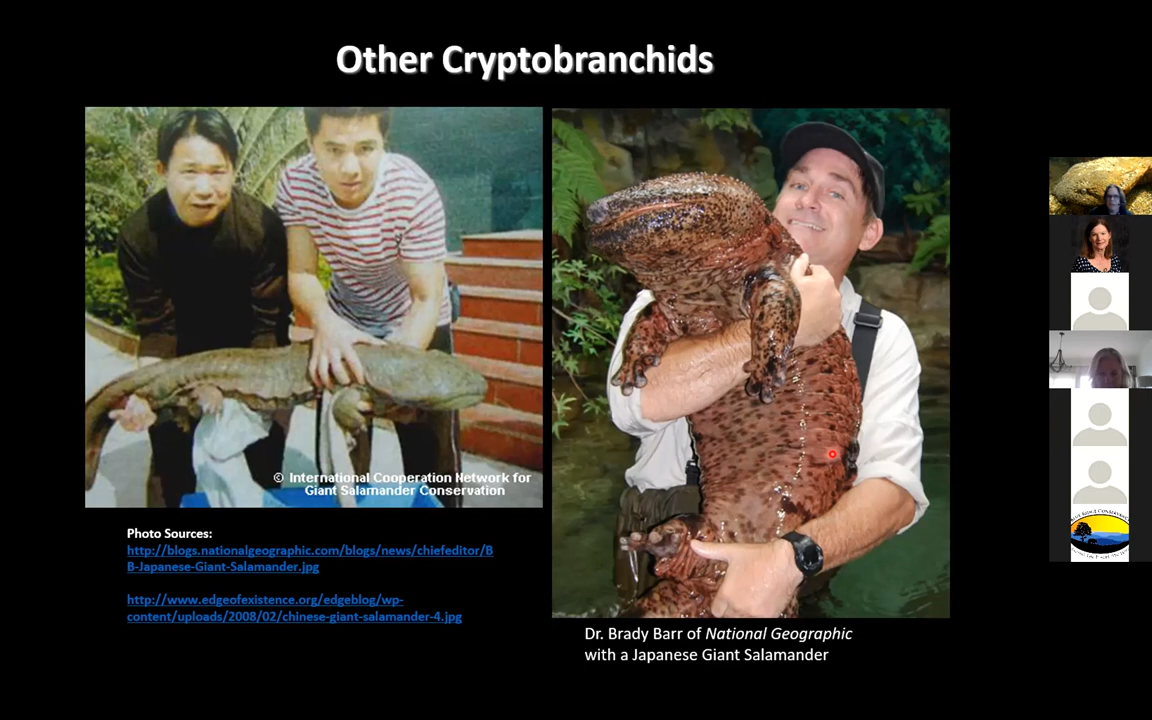 Other Cryptobranchids
© International Cooperation Network for
Giant Salamander Conservation
Photo Sources:
http://blogs.nationalgeographic.com/blogs/news/chiefeditor/B
B-Japanese-Giant-Salamander.jpg
http://www.edgeofexistence.org/edgeblog/wp-
content/uploads/2008/02/chinese-giant-salamander-4.jpg
Dr. Brady Barr of National Geographic
with a Japanese Giant Salamander